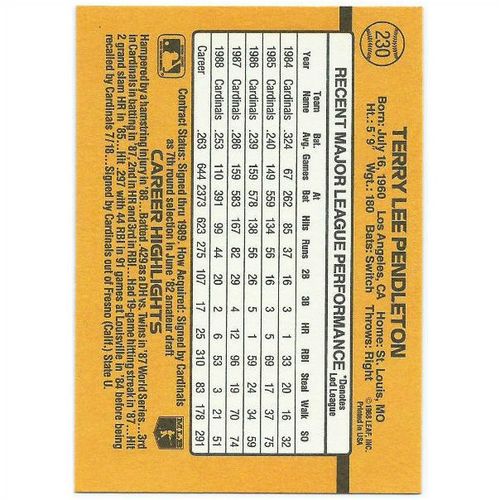 230
TERRY LEE PENDLETON
Born: July 16, 1960 Los Angeles, CA Home: St. Louis, MO
Ht.: 5'9" Wgt.: 180 Bats: Switch Throws: Right
© 1988 LEAF, INC.
Printed in USA
RECENT MAJOR LEAGUE PERFORMANCE *Denotes Led League
Year Team Name Bat. Avg. Games At Bat Hits Runs 2B 3B HR RBI Steal Walk SO
1984 Cardinals .324 67 262 85 37 16 3 1 33 20 16 32
1985 Cardinals .240 149 559 134 56 16 3 5 69 17 37 75
1986 Cardinals .239 159 578 138 56 26 5 1 59 24 34 59
1987 Cardinals .286 159 583 167 82 29 4 12 96 19 70 74
1988 Cardinals .253 110 391 99 44 20 2 6 53 3 21 51
Career .263 644 2373 623 275 107 17 25 310 83 178 291
Contract Status: Signed thru 1989. How Acquired: Signed by Cardinals
as 7th round selection in June '82 amateur draft
CAREER HIGHLIGHTS
Hampered by a hamstring injury in '88... Batted .429 as a DH vs. Twins in '87 World Series... 3rd
on Cardinals in batting in '87, 2nd in HR and 3rd in RBI... Had 19-game hitting streak in '87... Hit
2 grand slam HR in '85... Hit .297 with 44 RBI in 91 games at Louisville in '84 before being
recalled by Cardinals 7/18... Signed by Cardinals out of Fresno (Calif.) State U.